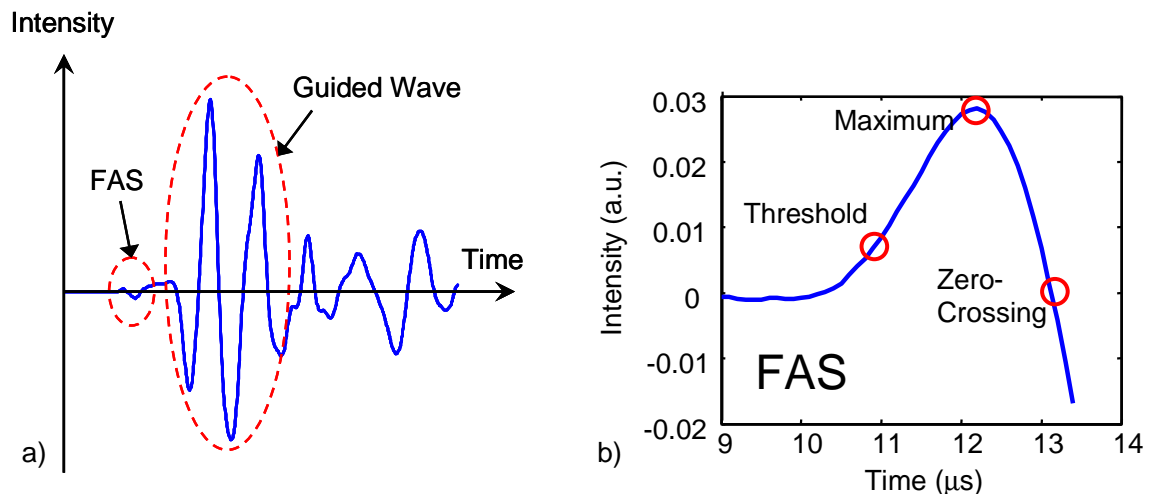 Intensity
Guided Wave
FAS
Time
a)
Intensity (a.u.)
0.03
0.02
0.01
0
-0.01
-0.02
Maximum
Threshold
Zero-
Crossing
FAS
9
10
11
12
13
14
Time (μs)
b)